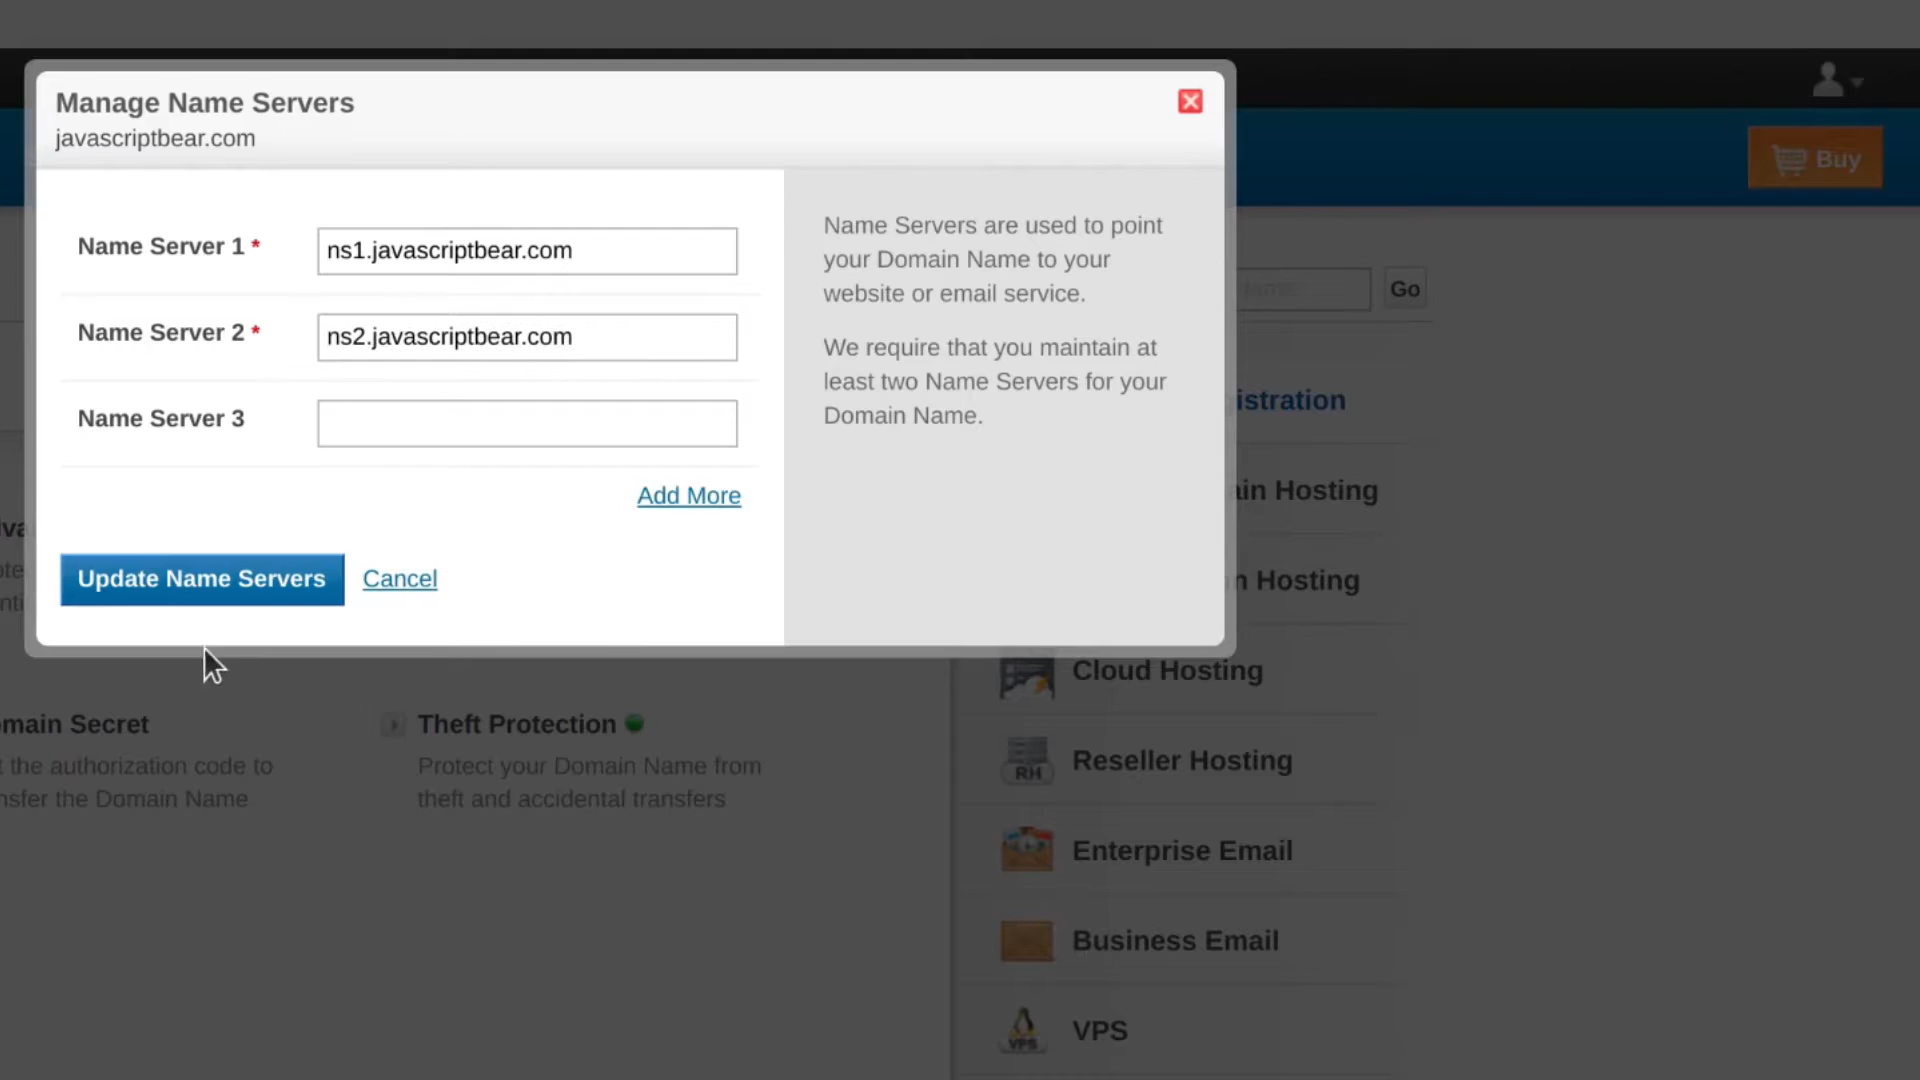 Manage Name Servers
javascriptbear.com
Buy
Name Server 1 *
ns1.javascriptbear.com
Name Server 2 *
ns2.javascriptbear.com
Name Server 3
Add More
Update Name Servers
Cancel
Name Servers are used to point
your Domain Name to your
website or email service.
We require that you maintain at
least two Name Servers for your
Domain Name.
Go
istration
ain Hosting
n Hosting
Cloud Hosting
RH
Reseller Hosting
Enterprise Email
Business Email
VPS
VPS
main Secret
t the authorization code to
nsfer the Domain Name
Theft Protection
Protect your Domain Name from
theft and accidental transfers